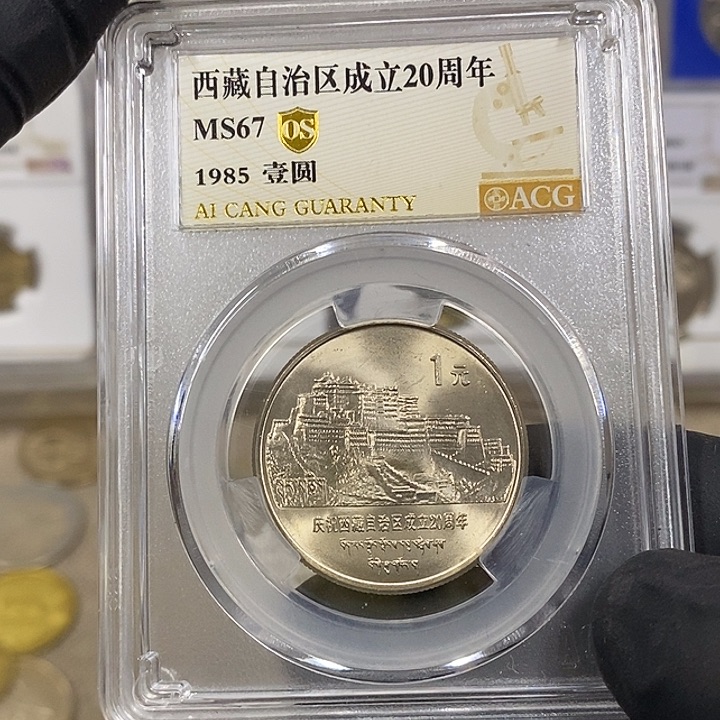 西藏自治区成立20周年
MS67 OS
1985 壹圆
AI CANG GUARANTY
ACG
1元
庆祝西藏自治区成立20周年